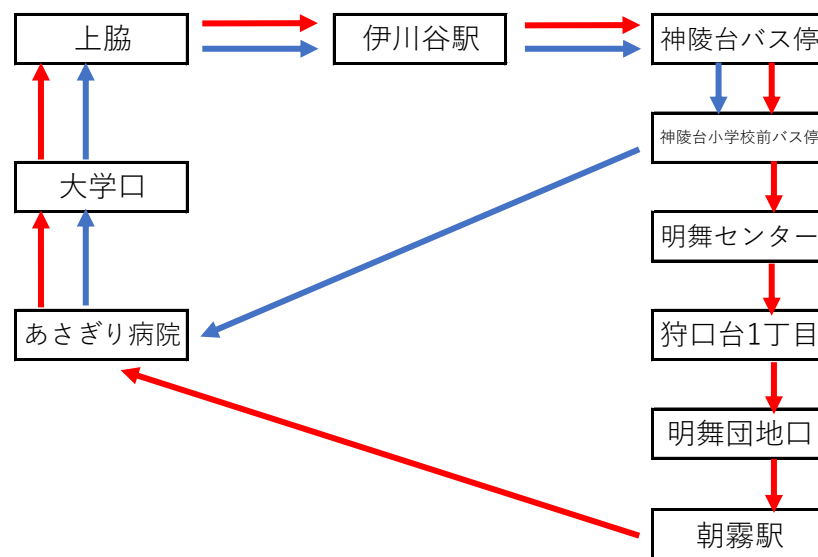 上脇
伊川谷駅
神陵台バス停
神陵台小学校前バス停
大学口
明舞センター
あさぎり病院
狩口台1丁目
明舞団地口
朝霧駅